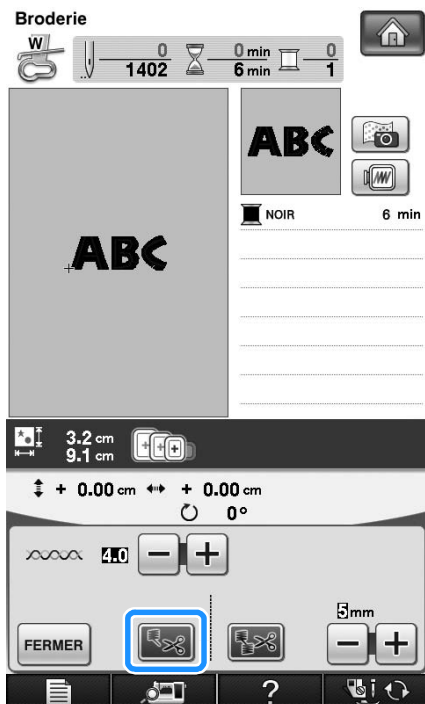 Broderie
W
0 0 min 0
1402 6 min 1
ABC
NOIR 6 min
ABC
3.2 cm
9.1 cm
+ 0.00 cm + 0.00 cm
0°
4.0 − +
5mm
FERMER − +
?